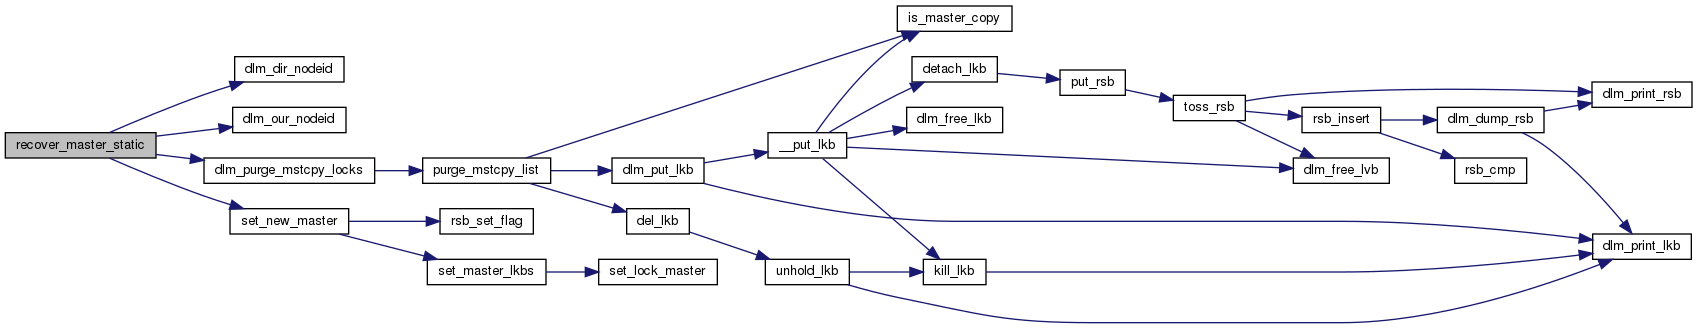 recover_master_static
dlm_dir_nodeid
dlm_our_nodeid
dlm_purge_mstcpy_locks
set_new_master
purge_mstcpy_list
rsb_set_flag
set_master_lkbs
dlm_put_lkb
del_lkb
set_lock_master
__put_lkb
unhold_lkb
is_master_copy
detach_lkb
dlm_free_lkb
kill_lkb
put_rsb
toss_rsb
rsb_insert
dlm_free_lvb
dlm_dump_rsb
rsb_cmp
dlm_print_rsb
dlm_print_lkb